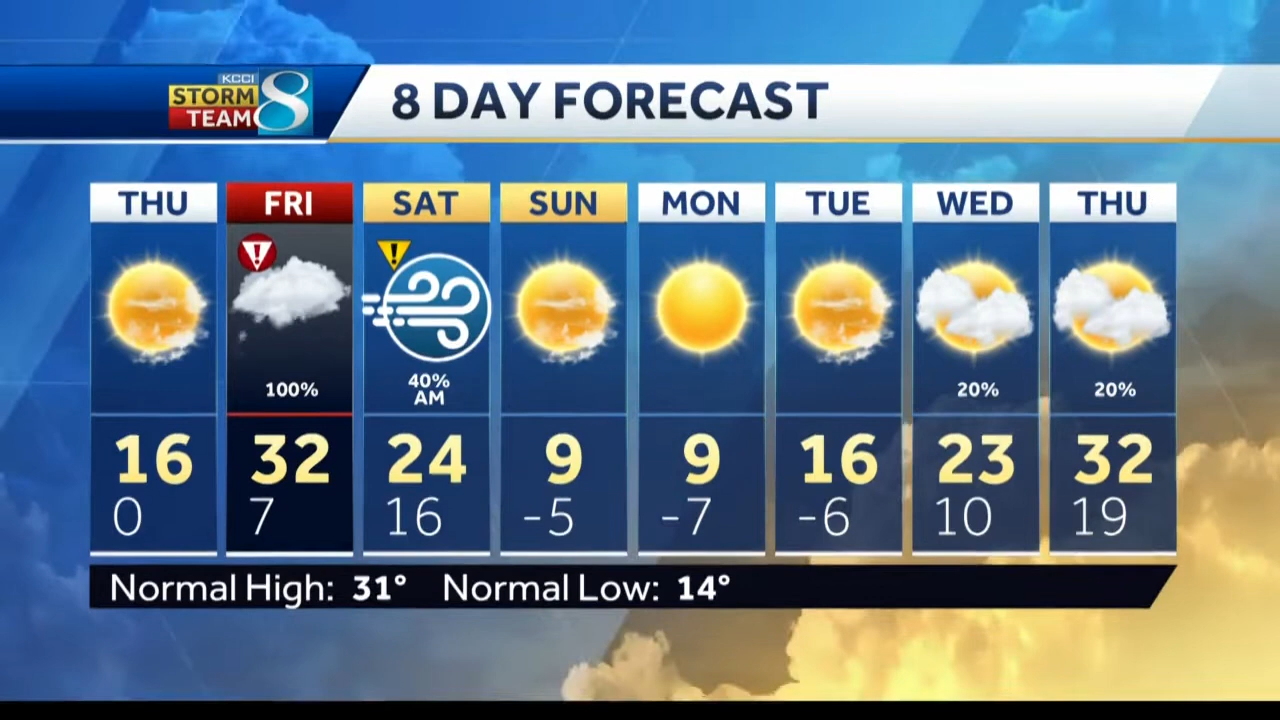 KCCI
STORM
TEAM 8
8 DAY FORECAST
THU FRI SAT SUN MON TUE WED THU
! !
100% 40% 20% 20%
AM
16 32 24 9 9 16 23 32
0 7 16 -5 -7 -6 10 19
Normal High: 31° Normal Low: 14°